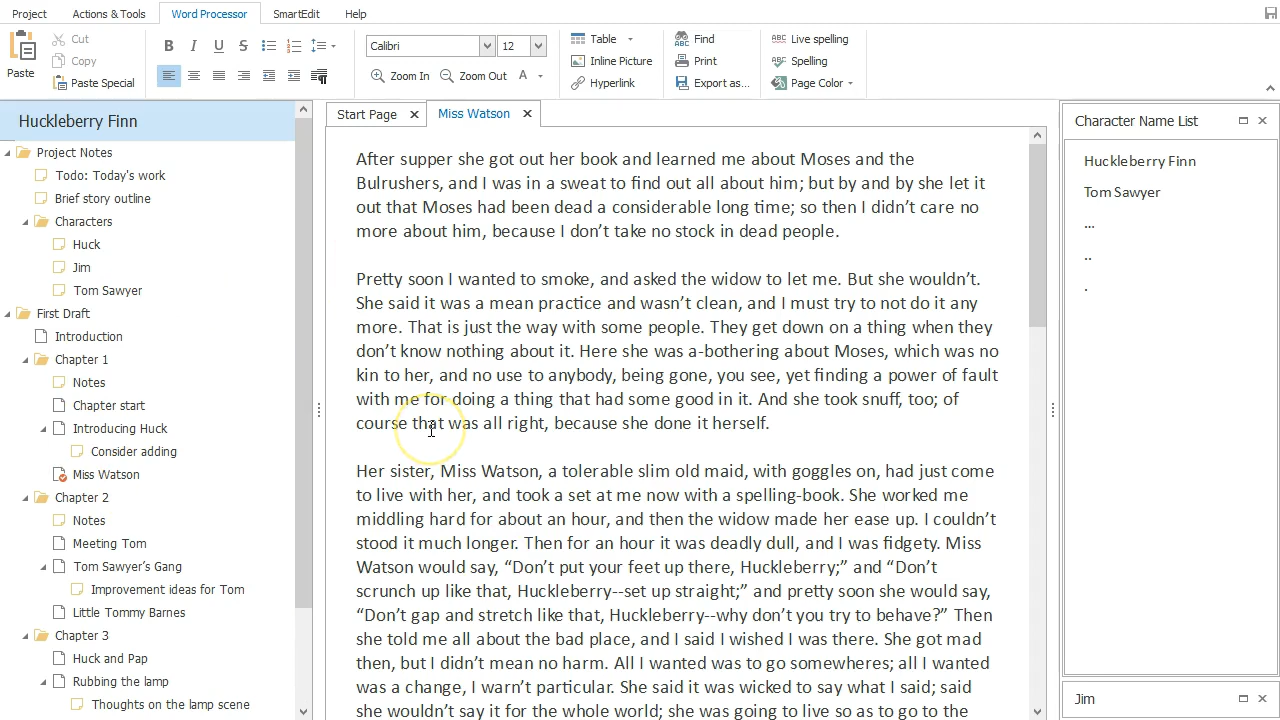 Project
Actions & Tools
Word Processor
SmartEdit
Help
Paste
Cut
Copy
Paste Special
B I U S
Calibri
12
Zoom In
Zoom Out
A
Table
Inline Picture
Hyperlink
Find
Print
Export as...
ABC Live spelling
ABC Spelling
Page Color
Huckleberry Finn
Project Notes
Todo: Today's work
Brief story outline
Characters
Huck
Jim
Tom Sawyer
First Draft
Introduction
Chapter 1
Notes
Chapter start
Introducing Huck
Consider adding
Miss Watson
Chapter 2
Notes
Meeting Tom
Tom Sawyer's Gang
Improvement ideas for Tom
Little Tommy Barnes
Chapter 3
Huck and Pap
Rubbing the lamp
Thoughts on the lamp scene
Start Page
Miss Watson
After supper she got out her book and learned me about Moses and the
Bulrushers, and I was in a sweat to find out all about him; but by and by she let it
out that Moses had been dead a considerable long time; so then I didn’t care no
more about him, because I don’t take no stock in dead people.
Pretty soon I wanted to smoke, and asked the widow to let me. But she wouldn’t.
She said it was a mean practice and wasn’t clean, and I must try to not do it any
more. That is just the way with some people. They get down on a thing when they
don’t know nothing about it. Here she was a-bothering about Moses, which was no
kin to her, and no use to anybody, being gone, you see, yet finding a power of fault
with me for doing a thing that had some good in it. And she took snuff, too; of
course that was all right, because she done it herself.
Her sister, Miss Watson, a tolerable slim old maid, with goggles on, had just come
to live with her, and took a set at me now with a spelling-book. She worked me
middling hard for about an hour, and then the widow made her ease up. I couldn’t
stood it much longer. Then for an hour it was deadly dull, and I was fidgety. Miss
Watson would say, “Don’t put your feet up there, Huckleberry;” and “Don’t
scrunch up like that, Huckleberry--set up straight;” and pretty soon she would say,
“Don’t gap and stretch like that, Huckleberry--why don’t you try to behave?” Then
she told me all about the bad place, and I said I wished I was there. She got mad
then, but I didn’t mean no harm. All I wanted was to go somewheres; all I wanted
was a change, I warn’t particular. She said it was wicked to say what I said; said
she wouldn’t say it for the whole world; she was going to live so as to go to the
Character Name List
Huckleberry Finn
Tom Sawyer
...
..
.
Jim